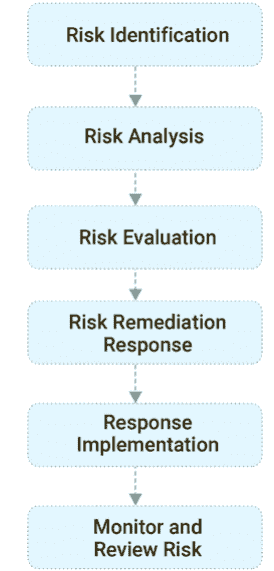 Risk Identification
Risk Analysis
Risk Evaluation
Risk Remediation
Response
Response
Implementation
Monitor and
Review Risk